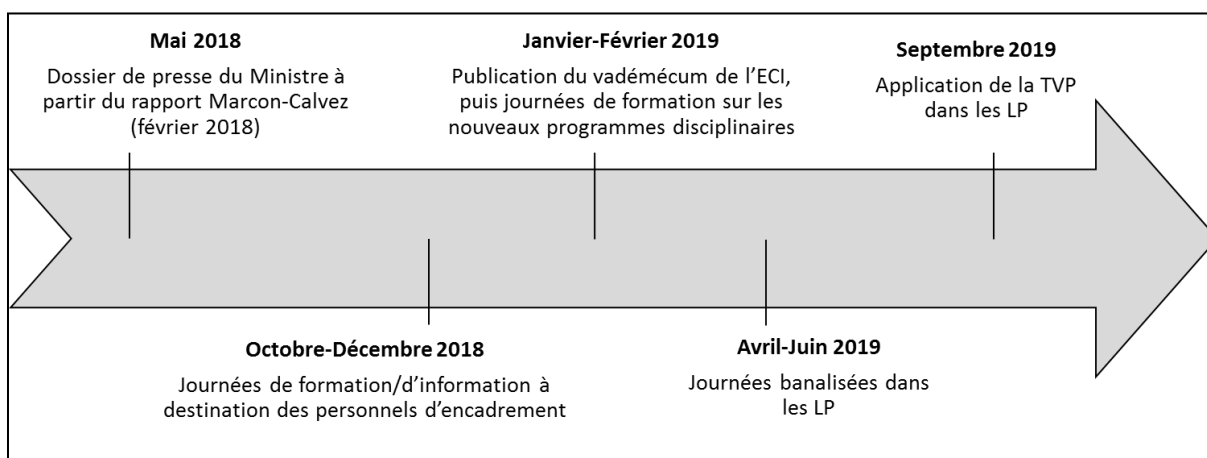 Mai 2018
Dossier de presse du Ministre à
partir du rapport Marcon-Calvez
(février 2018)
Janvier-Février 2019
Publication du vadémécum de l’ECI,
puis journées de formation sur les
nouveaux programmes disciplinaires
Septembre 2019
Application de la TVP
dans les LP
Octobre-Décembre 2018
Journées de formation/d’information à
destination des personnels d’encadrement
Avril-Juin 2019
Journées banalisées dans
les LP